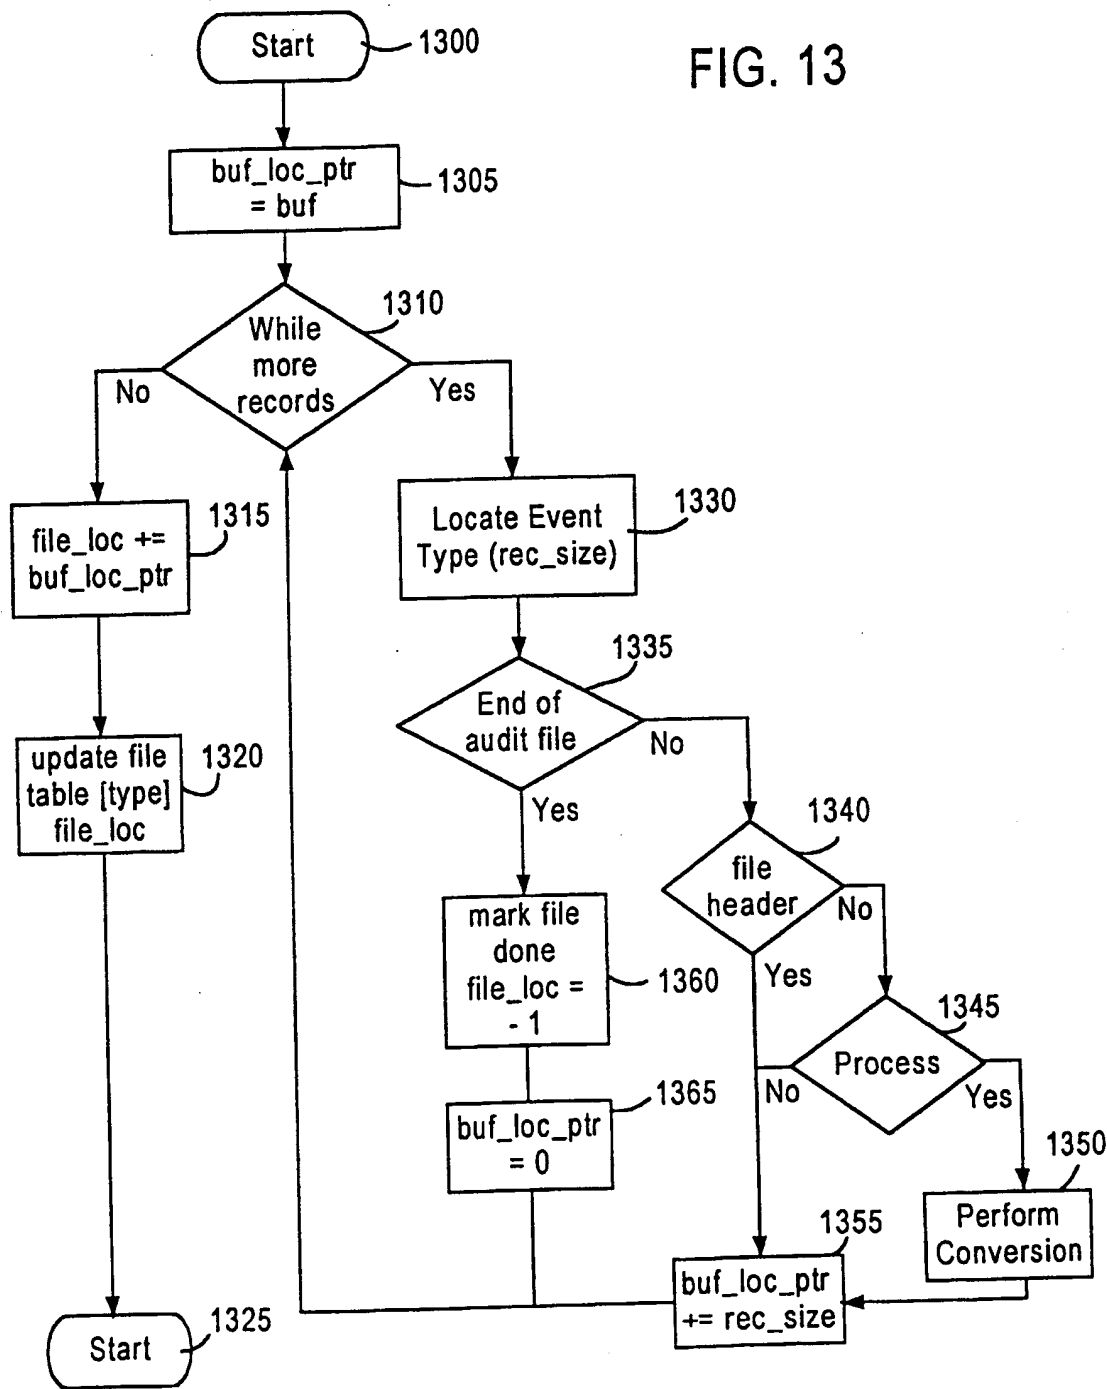 Start
1300
FIG. 13
buf_loc_ptr
= buf
1305
While
more
records
1310
No
Yes
file_loc +=
buf_loc_ptr
1315
Locate Event
Type (rec_size)
1330
End of
audit file
1335
No
Yes
update file
table [type]
file_loc
1320
file
header
1340
No
Yes
mark file
done
file_loc =
- 1
1360
Process
1345
No
Yes
buf_loc_ptr
= 0
1365
Perform
Conversion
1350
buf_loc_ptr
+= rec_size
1355
Start
1325